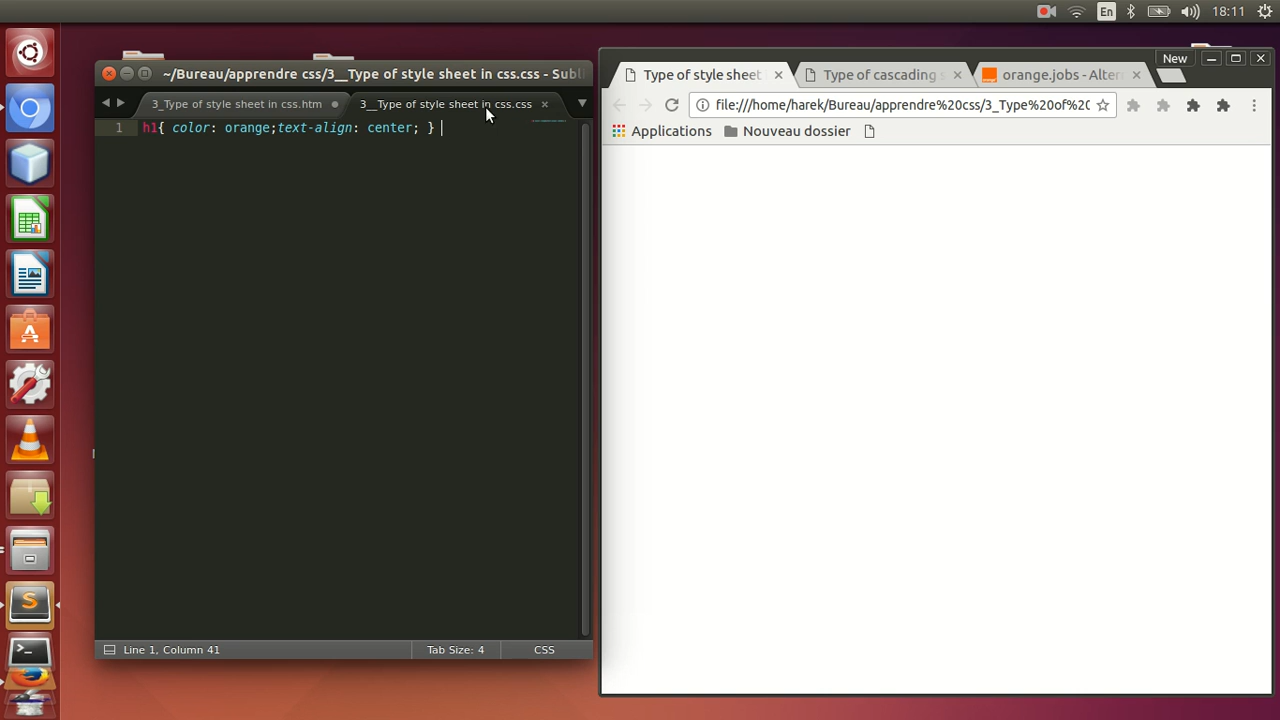 En
18:11
~/Bureau/apprendre css/3__Type of style sheet in css.css - Subl
3_Type of style sheet in css.htm
3__Type of style sheet in css.css
1 h1{ color: orange;text-align: center; }
Line 1, Column 41
Tab Size: 4
CSS
New
Type of style sheet
Type of cascading s
orange.jobs - Alter
file:///home/harek/Bureau/apprendre%20css/3_Type%20of%20
Applications
Nouveau dossier